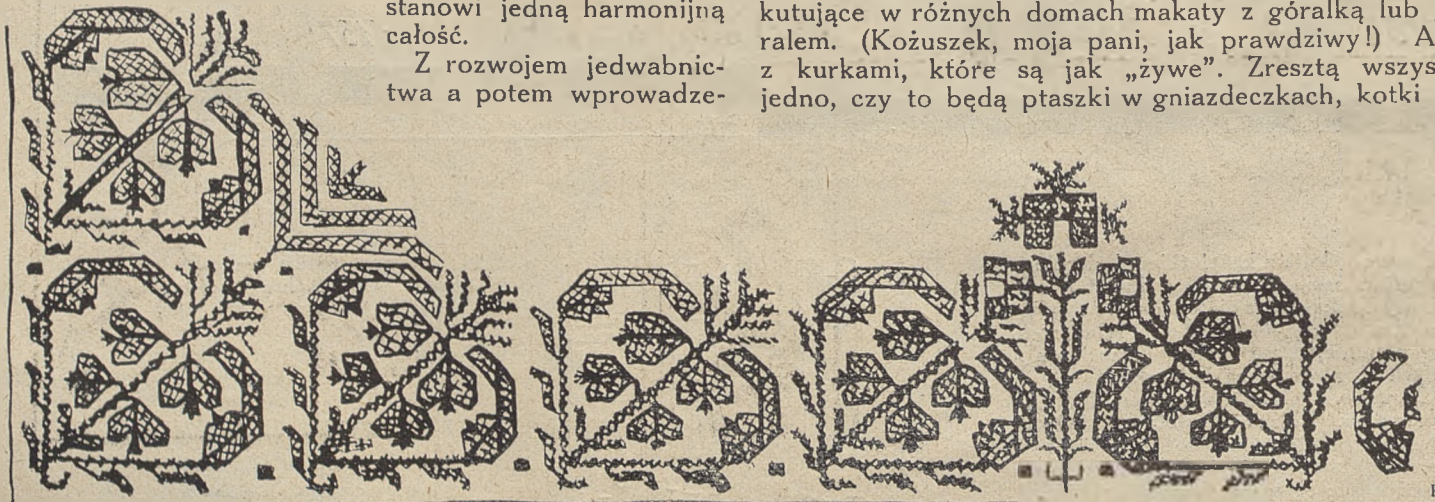 stanowi jedną harmonijną
całość.
Z rozwojem jedwabnic-
twa a potem wprowadze-
kutujące w różnych domach makaty z góralką lub
ralem. (Kożuszek, moja pani, jak prawdziwy!) A
z kurkami, które są jak „żywe”. Zresztą wszys
jedno, czy to będą ptaszki w gniazdeczkach, kotki